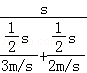 s
1/2 s / 3m/s + 1/2 s / 2m/s